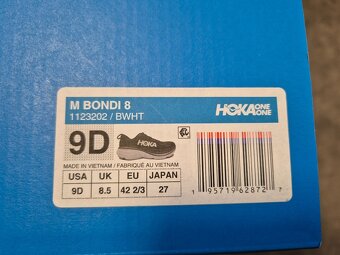 M BONDI 8
1123202 / BWHT
HOKA ONE ONE
9D
HOKA
MADE IN VIETNAM / FABRIQUÉ AU VIETNAM
USA UK EU JAPAN
9D 8.5 42 2/3 27
1 95719 62872 7